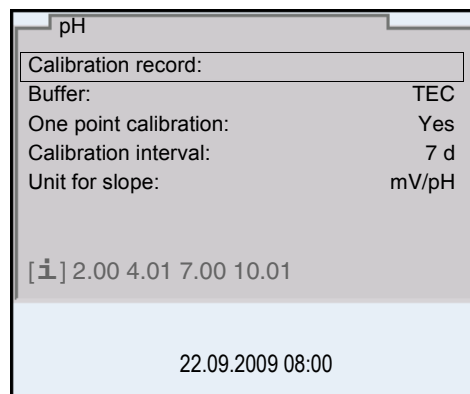 pH
Calibration record:
Buffer: TEC
One point calibration: Yes
Calibration interval: 7 d
Unit for slope: mV/pH
[i] 2.00 4.01 7.00 10.01
22.09.2009 08:00